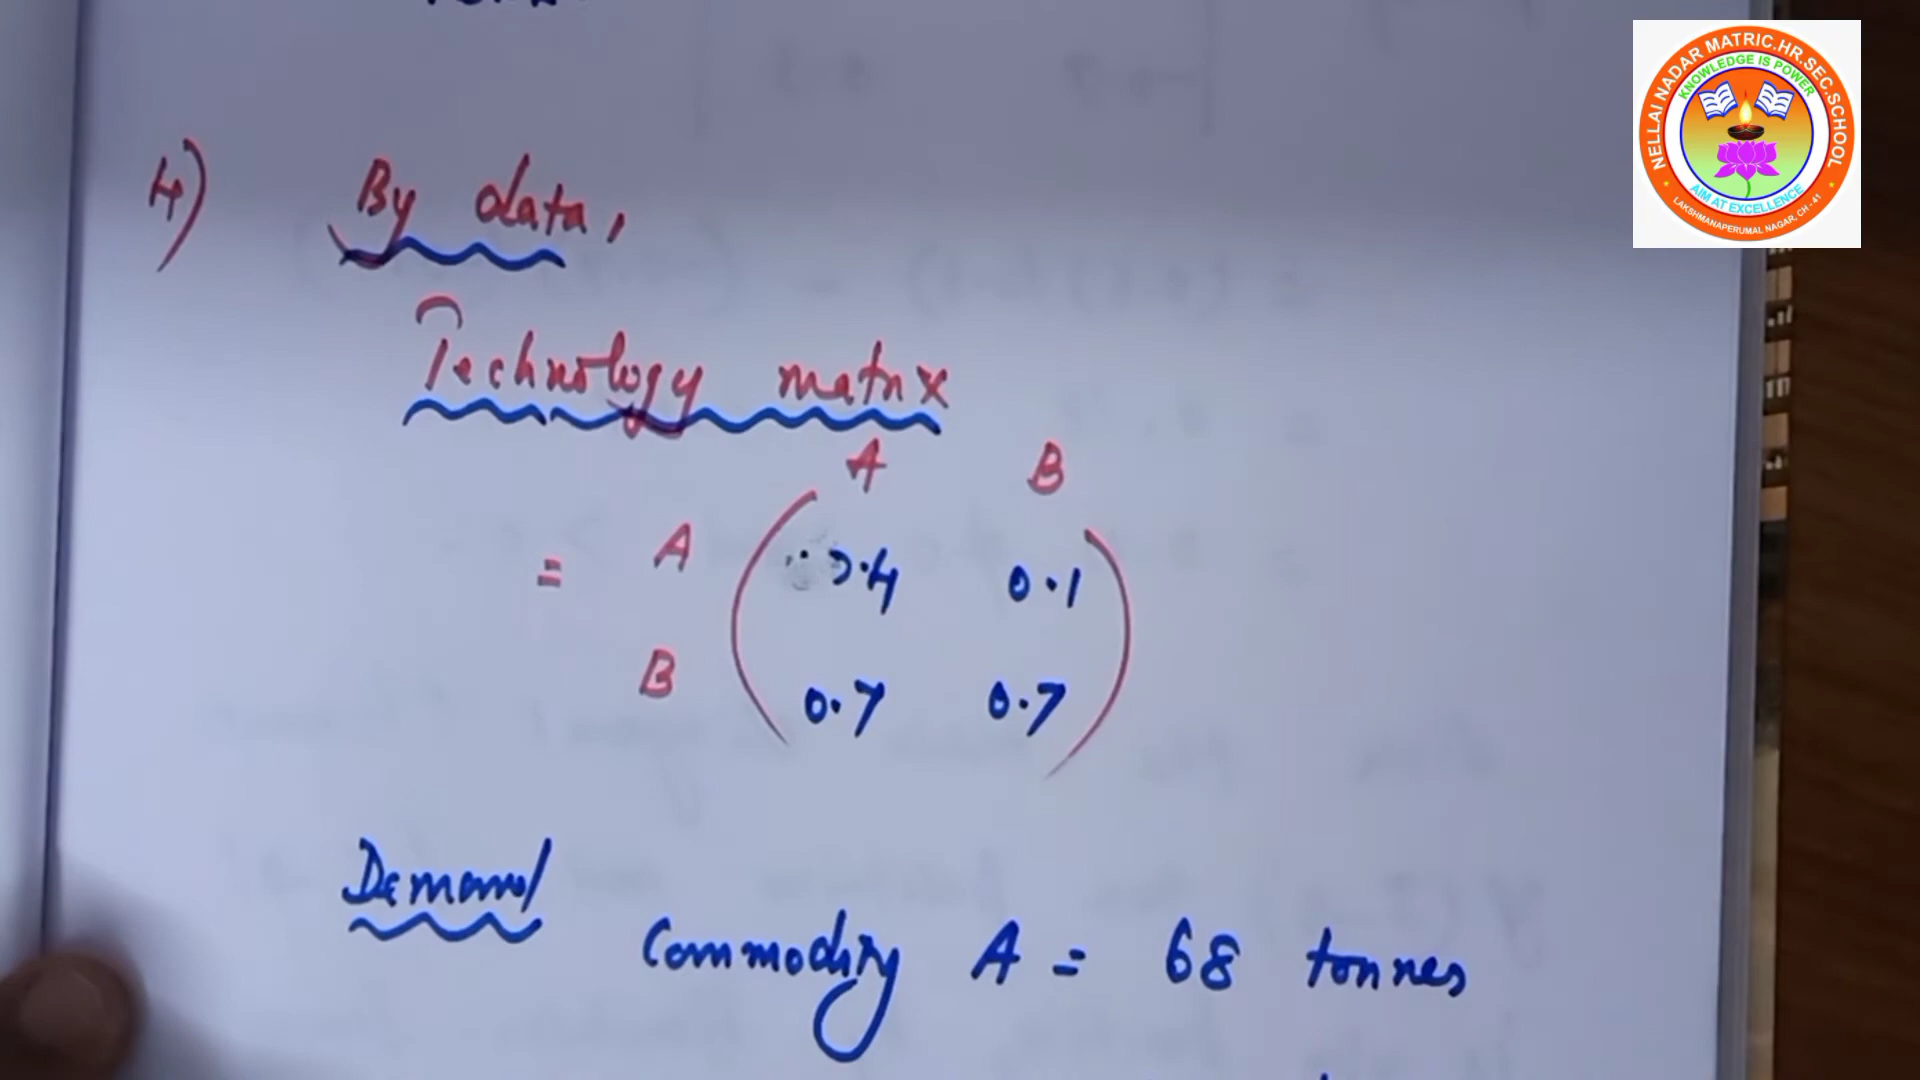 4) By data,
Technology matrix
A B
= A 0.4 0.1
B 0.7 0.7
Demand
Commodity A = 68 tonnes
NELLAI NADAR MATRIC.HR.SEC.SCHOOL
KNOWLEDGE IS POWER
AIM AT EXCELLENCE
LAKSHMANAPERUMAL NAGAR, CH - 41